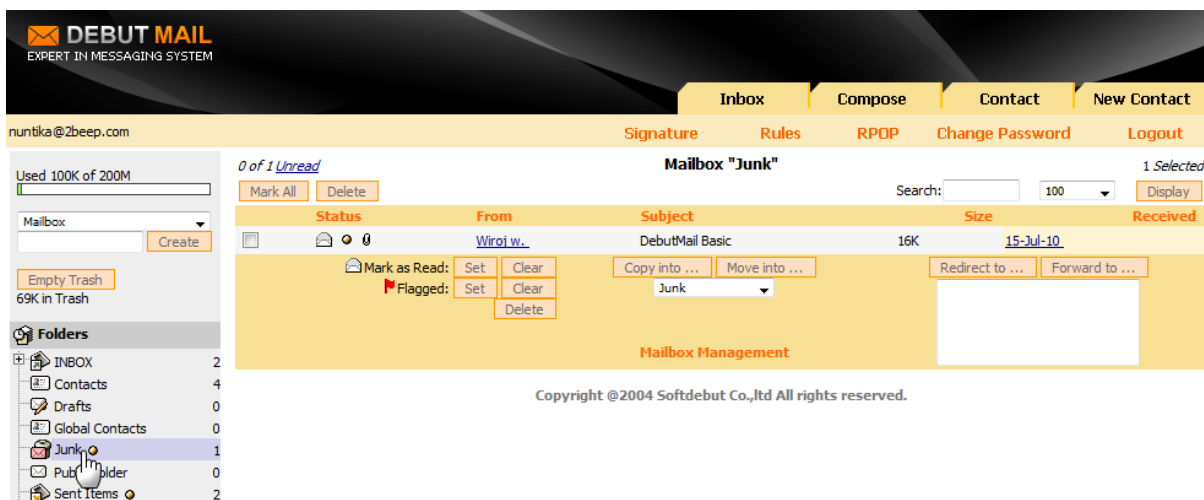 DEBUT MAIL
EXPERT IN MESSAGING SYSTEM
Inbox Compose Contact New Contact
nuntika@2beep.com Signature Rules RPOP Change Password Logout
Used 100K of 200M
Mailbox
Create
Empty Trash
69K in Trash
Folders
INBOX 2
Contacts 4
Drafts 0
Global Contacts 0
Junk 1
0
Sent Items 2
0 of 1 Unread Mailbox "Junk" 1 Selected
Mark All Delete Search: 100 Display
Status From Subject Size Received
Wiroj w. DebutMail Basic 16K 15-Jul-10
Mark as Read: Set Clear Copy into ... Move into ... Redirect to ... Forward to ...
Flagged: Set Clear Junk
Delete
Mailbox Management
Copyright @2004 Softdebut Co.,ltd All rights reserved.